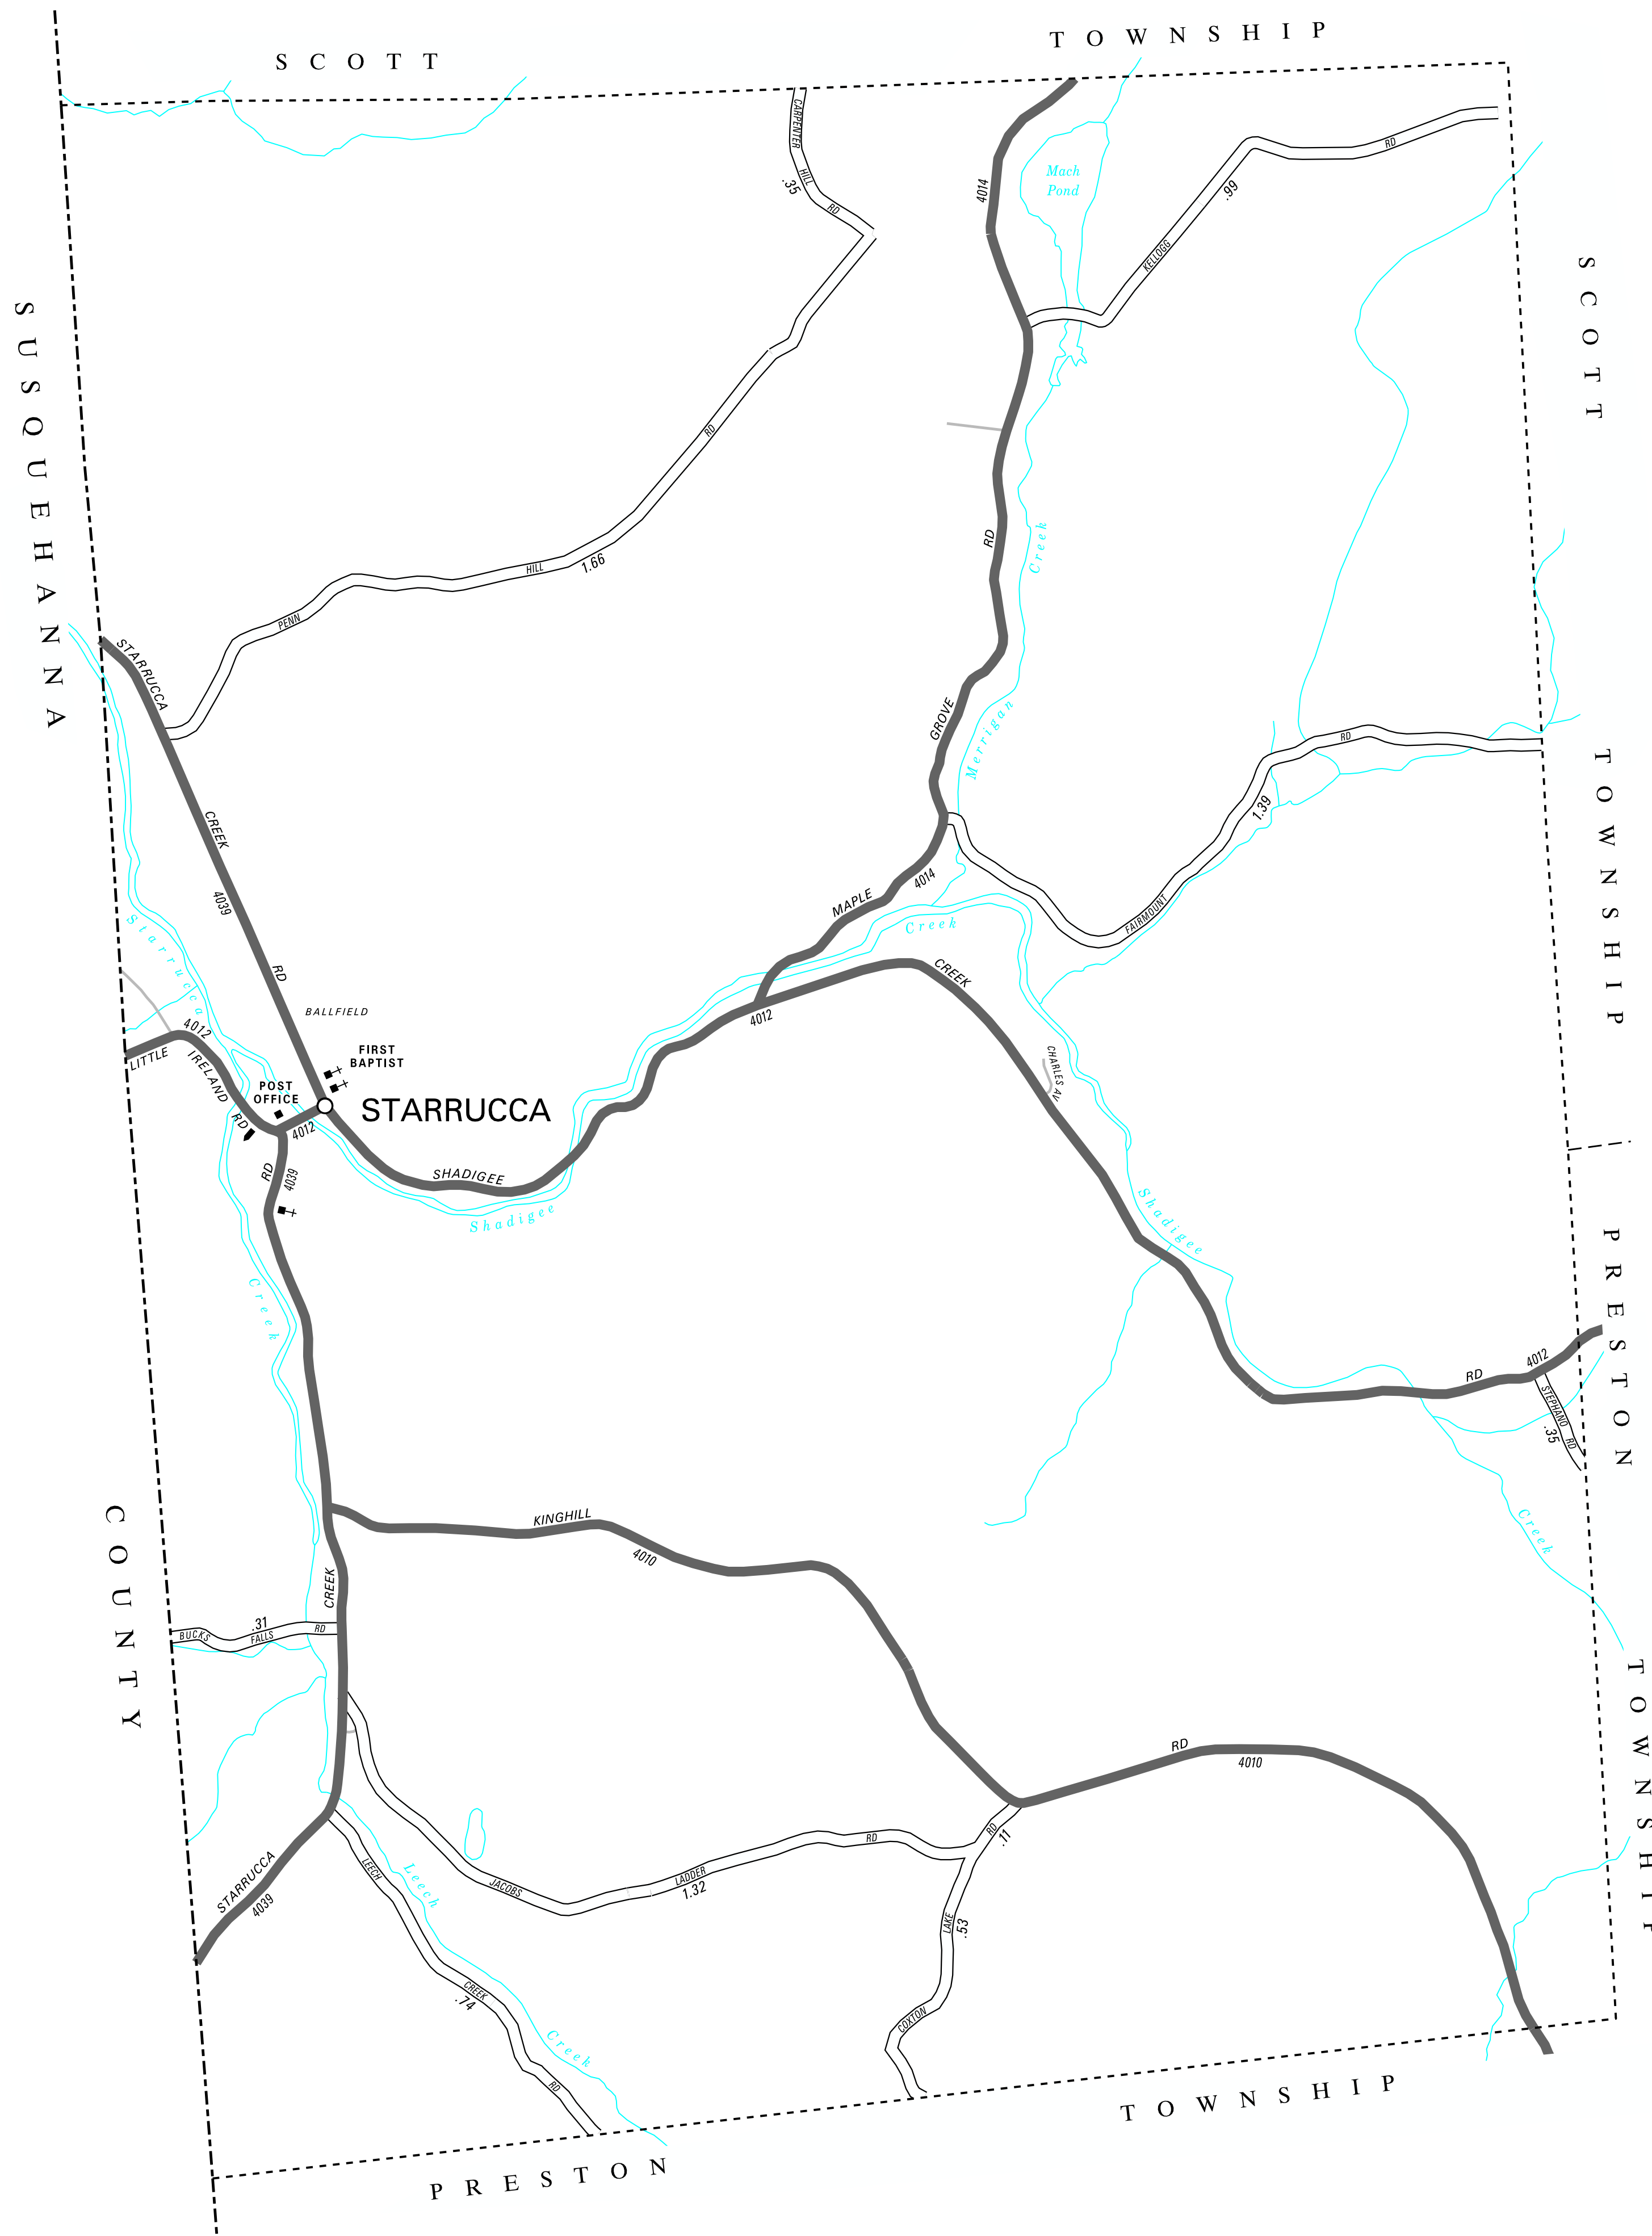 SCOTT
TOWNSHIP
CARPENTER
HILL
RD
.35
4014
Mach
Pond
RD
.99
KELLOGG
SCOTT
SUSQUEHANNA
RD
RD
Creek
HILL
1.66
PENN
STARRUCCA
GROVE
Merrigan
RD
TOWNSHIP
1.39
CREEK
4039
MAPLE
4014
FAIRMOUNT
Creek
Starrucca
RD
CREEK
BALLFIELD
4012
4012
LITTLE
IRELAND
RD
FIRST
BAPTIST
CHARLES AV
POST
OFFICE
STARRUCCA
4012
RD
4039
SHADIGEE
Shadigee
Shadigee
PRESTON
Creek
RD
4012
STEPHANO
RD
.35
COUNTY
KINGHILL
4010
Creek
CREEK
.31
BUCKS
FALLS
RD
TOWNSHIP
RD
4010
RD
.11
RD
LADDER
1.32
JACOBS
STARRUCCA
4039
LEECH
Leech
LAKE
.53
CREEK
.74
COXTON
Creek
RD
TOWNSHIP
PRESTON